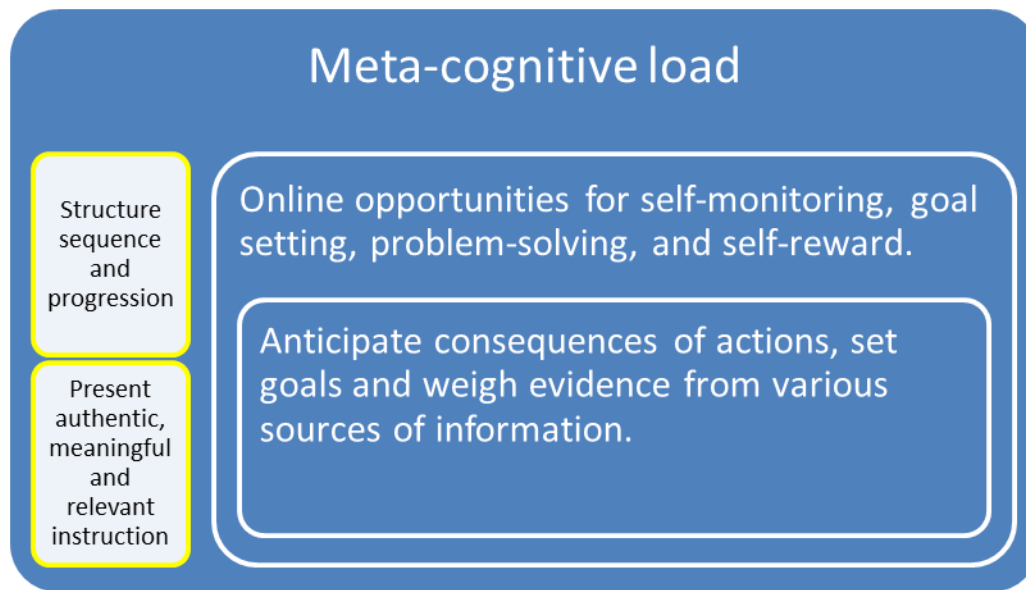 Meta-cognitive load
Structure
sequence
and
progression
Present
authentic,
meaningful
and
relevant
instruction
Online opportunities for self-monitoring, goal
setting, problem-solving, and self-reward.
Anticipate consequences of actions, set
goals and weigh evidence from various
sources of information.